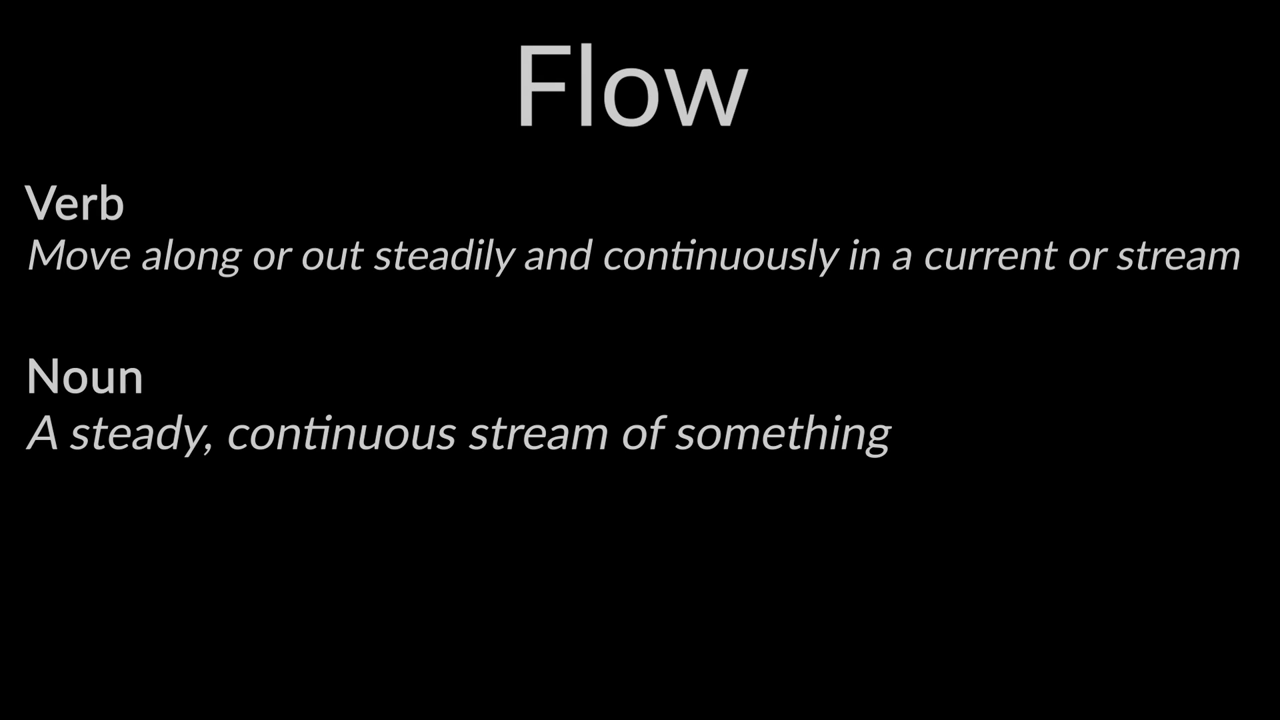 Flow
Verb
Move along or out steadily and continuously in a current or stream
Noun
A steady, continuous stream of something